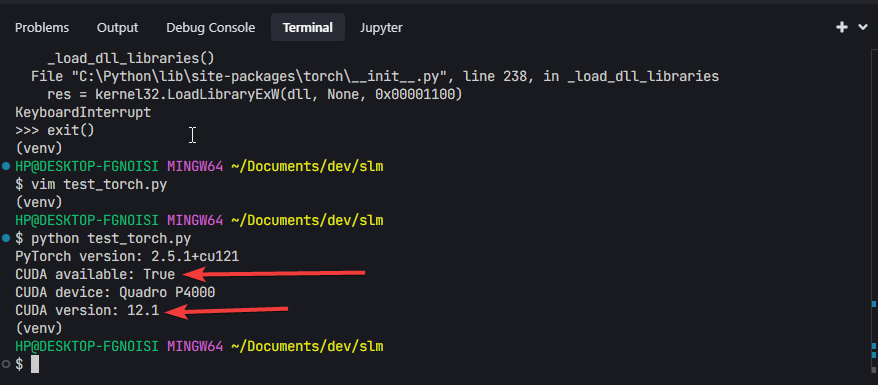 Problems Output Debug Console Terminal Jupyter
_load_dll_libraries()
File "C:\Python\lib\site-packages\torch\__init__.py", line 238, in _load_dll_libraries
res = kernel32.LoadLibraryExW(dll, None, 0x00001100)
KeyboardInterrupt
>>> exit()
(venv)
HP@DESKTOP-FGNOISI MINGW64 ~/Documents/dev/slm
$ vim test_torch.py
(venv)
HP@DESKTOP-FGNOISI MINGW64 ~/Documents/dev/slm
$ python test_torch.py
PyTorch version: 2.5.1+cu121
CUDA available: True
CUDA device: Quadro P4000
CUDA version: 12.1
(venv)
HP@DESKTOP-FGNOISI MINGW64 ~/Documents/dev/slm
$